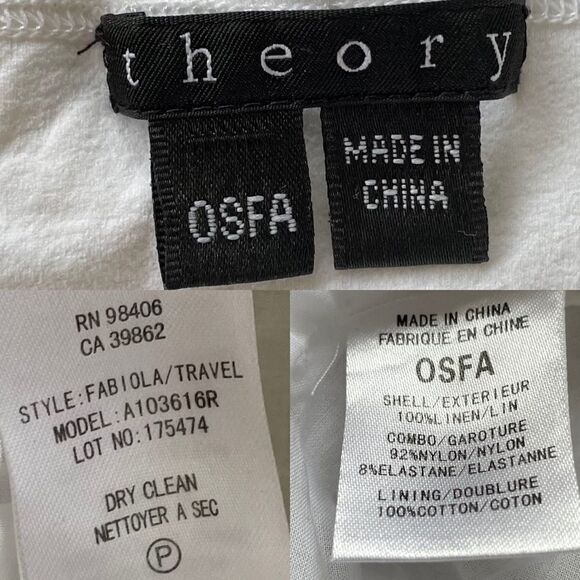 theory
OSFA
MADE IN
CHINA
RN 98406
CA 39862
STYLE:FABIOLA/TRAVEL
MODEL:A103616R
LOT NO:175474
DRY CLEAN
NETTOYER A SEC
P
MADE IN CHINA
FABRIQUE EN CHINE
OSFA
SHELL/EXTERIEUR
100%LINEN/LIN
COMBO/GAROTURE
92%NYLON/NYLON
8%ELASTANE/ELASTANNE
LINING/DOUBLURE
100%COTTON/COTON